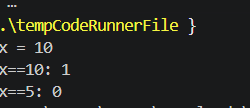 …
.\tempCodeRunnerFile }
x = 10
x==10: 1
x==5: 0